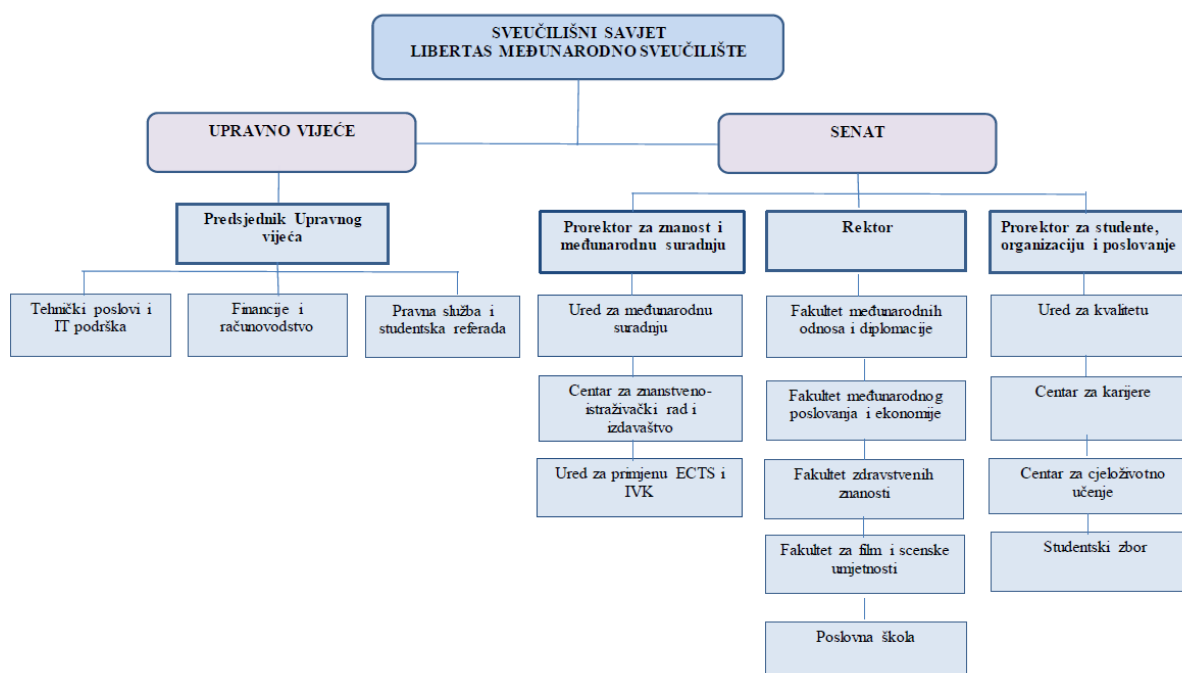 SVEUČILIŠNI SAVJET
LIBERTAS MEĐUNARODNO SVEUČILIŠTE
UPRAVNO VIJEĆE
SENAT
Predsjednik Upravnog
vijeća
Tehnički poslovi i
IT podrška
Financije i
računovodstvo
Pravna služba i
studentska referada
Prorektor za znanost i
međunarodnu suradnju
Ured za međunarodnu
suradnju
Centar za znanstveno-
istraživački rad i
izdavaštvo
Ured za primjenu ECTS i
IVK
Rektor
Fakultet međunarodnih
odnosa i diplomacije
Fakultet međunarodnog
poslovanja i ekonomije
Fakultet zdravstvenih
znanosti
Fakultet za film i scenske
umjetnosti
Poslovna škola
Prorektor za studente,
organizaciju i poslovanje
Ured za kvalitetu
Centar za karijere
Centar za cjeloživotno
učenje
Studentski zbor